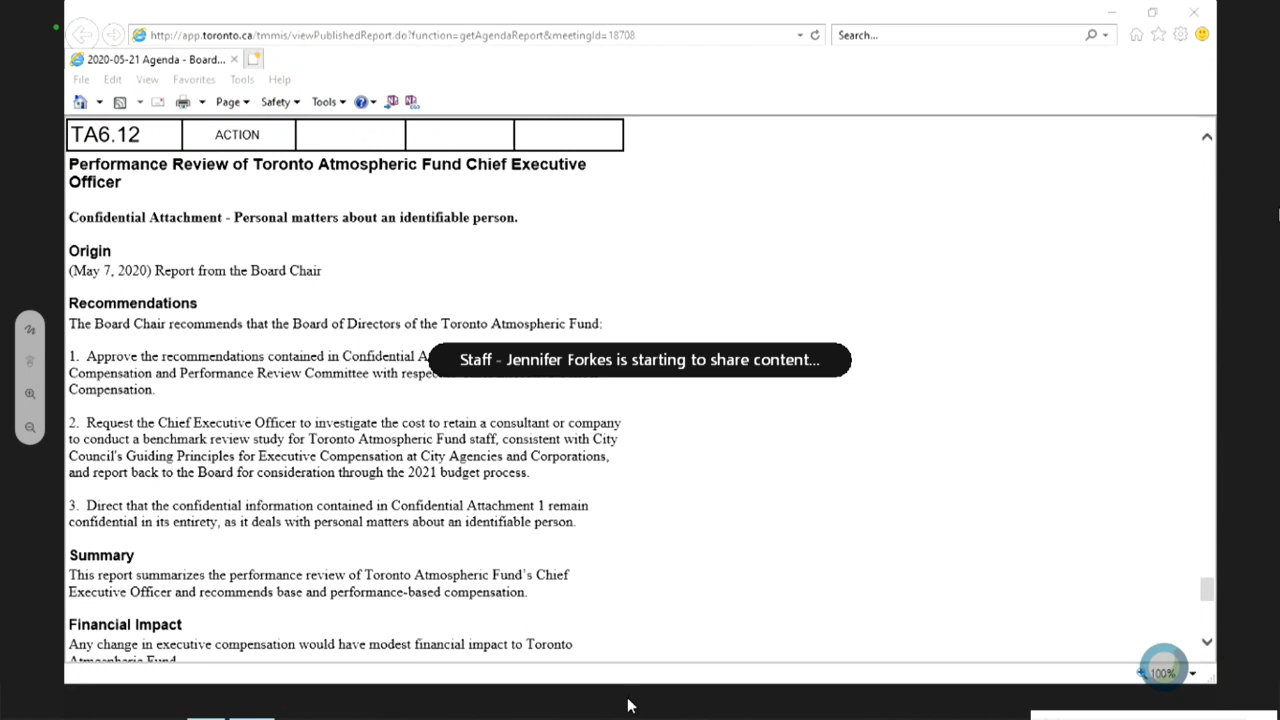 http://app.toronto.ca/tmmis/viewPublishedReport.do?function=getAgendaReport&meetingId=18708
Search...
2020-05-21 Agenda - Board...
File Edit View Favorites Tools Help
Page Safety Tools
TA6.12 ACTION
Performance Review of Toronto Atmospheric Fund Chief Executive
Officer
Confidential Attachment - Personal matters about an identifiable person.
Origin
(May 7, 2020) Report from the Board Chair
Recommendations
The Board Chair recommends that the Board of Directors of the Toronto Atmospheric Fund:
1. Approve the recommendations contained in Confidential
Staff - Jennifer Forkes is starting to share content...
Compensation and Performance Review Committee with
Compensation.
2. Request the Chief Executive Officer to investigate the cost to retain a consultant or company
to conduct a benchmark review study for Toronto Atmospheric Fund staff, consistent with City
Council's Guiding Principles for Executive Compensation at City Agencies and Corporations,
and report back to the Board for consideration through the 2021 budget process.
3. Direct that the confidential information contained in Confidential Attachment 1 remain
confidential in its entirety, as it deals with personal matters about an identifiable person.
Summary
This report summarizes the performance review of Toronto Atmospheric Fund's Chief
Executive Officer and recommends base and performance-based compensation.
Financial Impact
Any change in executive compensation would have modest financial impact to Toronto
Atmospheric Fund.
100%